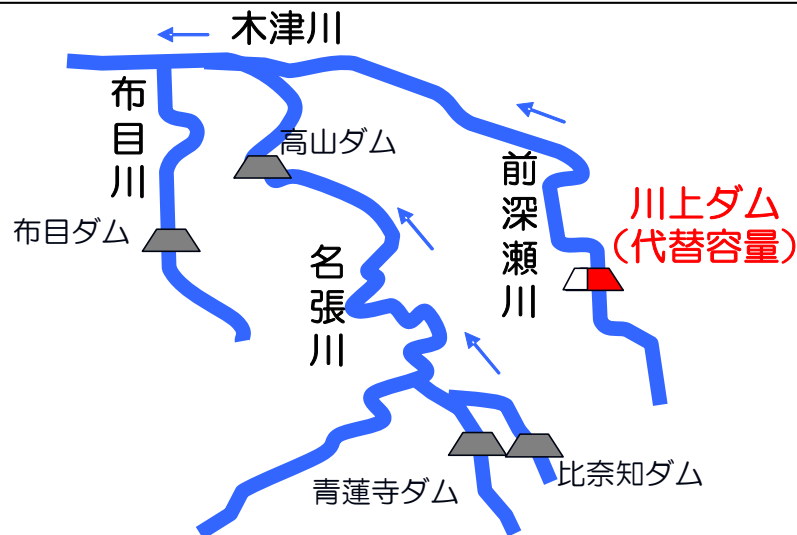 木津川
布目川
高山ダム
前深瀬川
川上ダム
（代替容量）
布目ダム
名張川
青蓮寺ダム
比奈知ダム